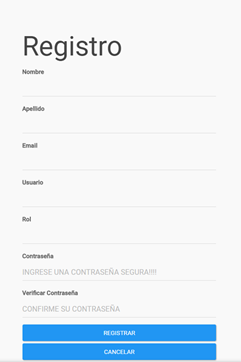 Registro
Nombre
Apellido
Email
Usuario
Rol
Contraseña
INGRESE UNA CONTRASEÑA SEGURA!!!!
Verificar Contraseña
CONFIRME SU CONTRASEÑA
REGISTRAR
CANCELAR